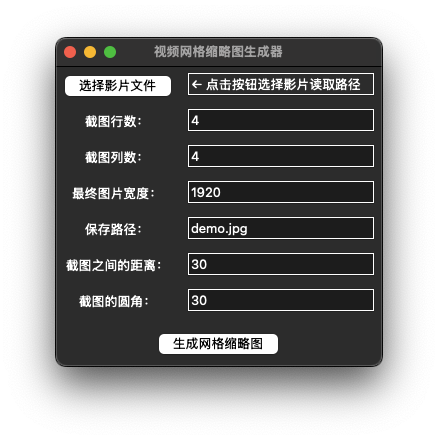 视频网格缩略图生成器
选择影片文件 ← 点击按钮选择影片读取路径
截图行数： 4
截图列数： 4
最终图片宽度： 1920
保存路径： demo.jpg
截图之间的距离： 30
截图的圆角： 30
生成网格缩略图